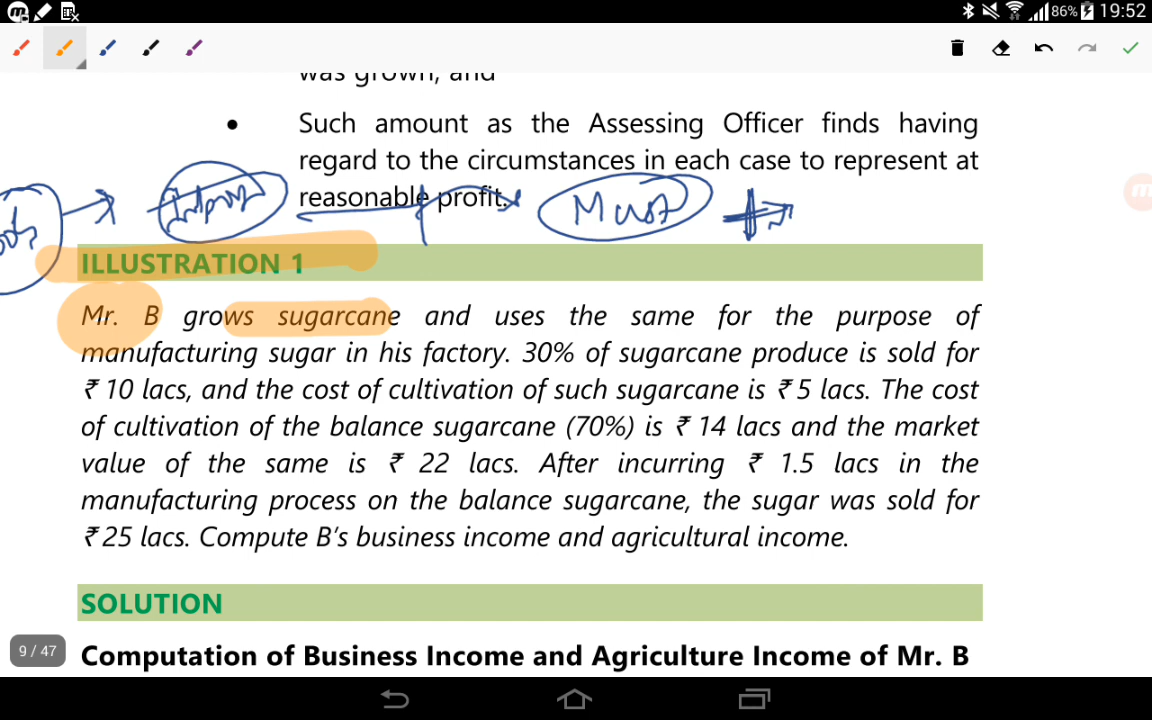 86% 19:52
was grown, and
• Such amount as the Assessing Officer finds having
regard to the circumstances in each case to represent at
reasonable profit.
Must
ILLUSTRATION 1
Mr. B grows sugarcane and uses the same for the purpose of
manufacturing sugar in his factory. 30% of sugarcane produce is sold for
₹ 10 lacs, and the cost of cultivation of such sugarcane is ₹ 5 lacs. The cost
of cultivation of the balance sugarcane (70%) is ₹ 14 lacs and the market
value of the same is ₹ 22 lacs. After incurring ₹ 1.5 lacs in the
manufacturing process on the balance sugarcane, the sugar was sold for
₹ 25 lacs. Compute B's business income and agricultural income.
SOLUTION
9 / 47
Computation of Business Income and Agriculture Income of Mr. B